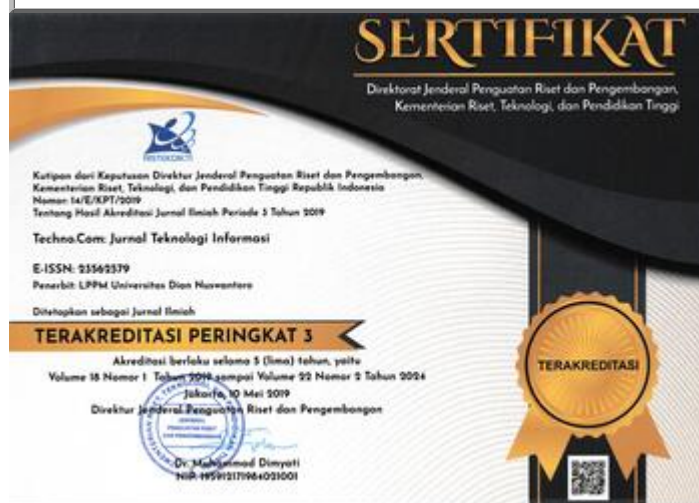 SERTIFIKAT
Direktorat Jenderal Penguatan Riset dan Pengembangan,
Kementerian Riset, Teknologi, dan Pendidikan Tinggi
RISTEKDIKTI
Kutipan dari Keputusan Direktur Jenderal Penguatan Riset dan Pengembangan,
Kementerian Riset, Teknologi, dan Pendidikan Tinggi Republik Indonesia
Nomor: 14/E/KPT/2019
Tentang Hasil Akreditasi Jurnal Ilmiah Periode 3 Tahun 2019
Techno.Com: Jurnal Teknologi Informasi
E-ISSN: 23562579
Penerbit: LPPM Universitas Dian Nuswantoro
Ditetapkan sebagai Jurnal Ilmiah
TERAKREDITASI PERINGKAT 3
Akreditasi berlaku selama 5 (lima) tahun, yaitu
Volume 18 Nomor 1 Tahun 2019 sampai Volume 22 Nomor 2 Tahun 2024
Jakarta, 10 Mei 2019
Direktur Jenderal Penguatan Riset dan Pengembangan
Dr. Muhammad Dimyati
NIP. 195912171984021001
TERAKREDITASI